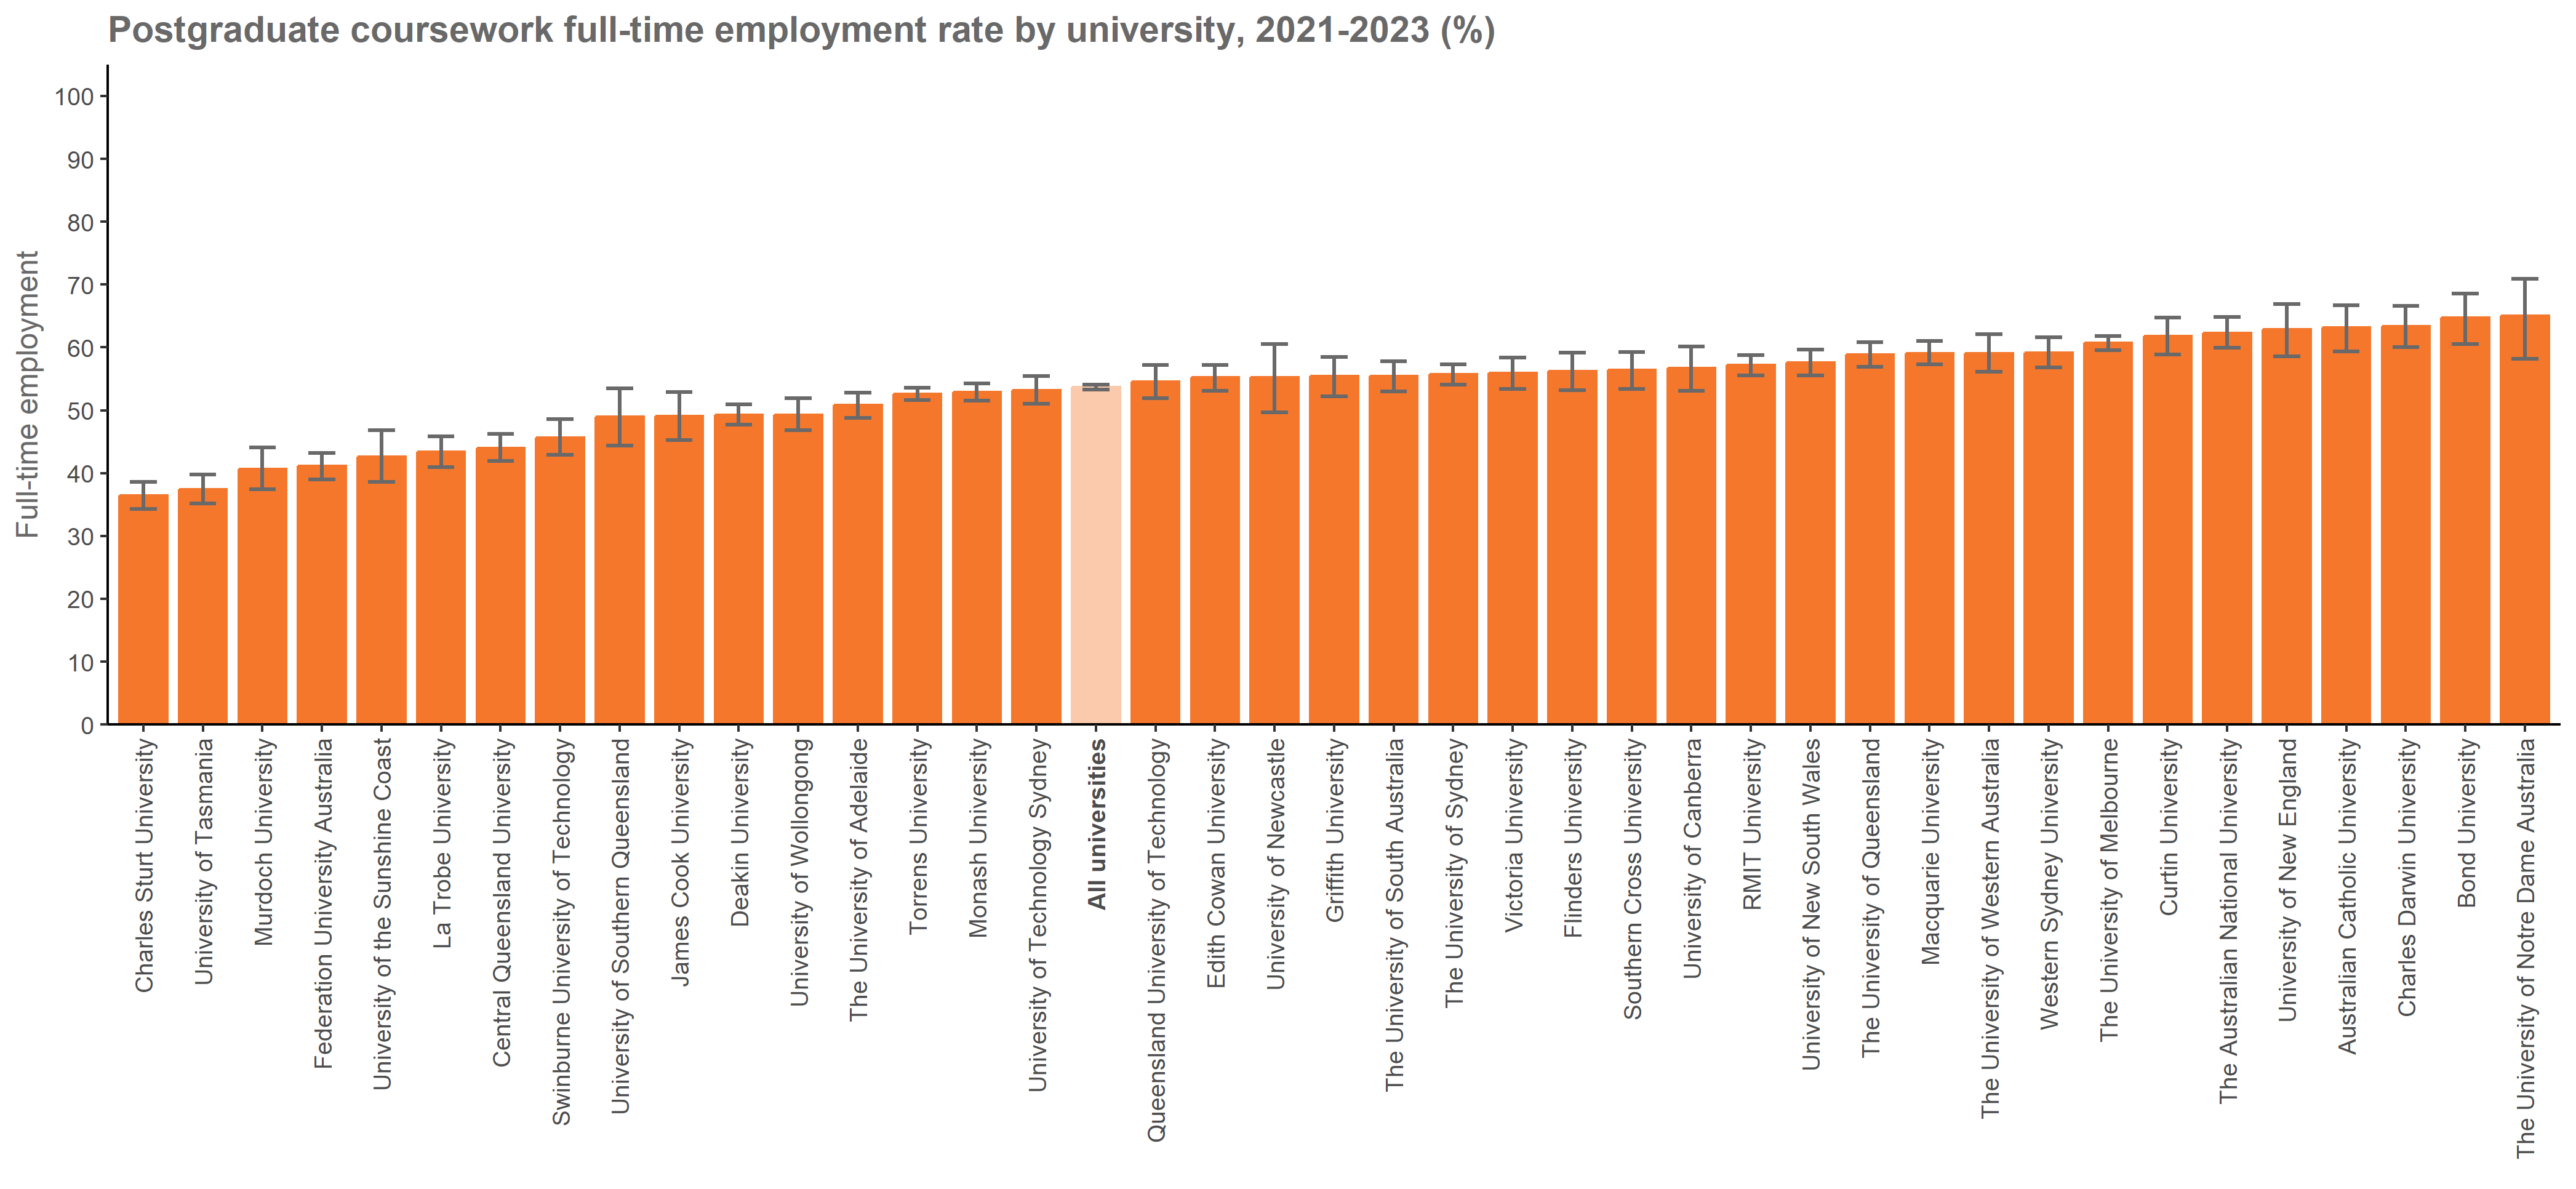 Postgraduate coursework full-time employment rate by university, 2021-2023 (%)
Full-time employment
100
90
80
70
60
50
40
30
20
10
0
Charles Sturt University
University of Tasmania
Murdoch University
Federation University Australia
University of the Sunshine Coast
La Trobe University
Central Queensland University
Swinburne University of Technology
University of Southern Queensland
James Cook University
Deakin University
University of Wollongong
The University of Adelaide
Torrens University
Monash University
University of Technology Sydney
All universities
Queensland University of Technology
Edith Cowan University
University of Newcastle
Griffith University
The University of South Australia
The University of Sydney
Victoria University
Flinders University
Southern Cross University
University of Canberra
RMIT University
University of New South Wales
The University of Queensland
Macquarie University
The University of Western Australia
Western Sydney University
The University of Melbourne
Curtin University
The Australian National University
University of New England
Australian Catholic University
Charles Darwin University
Bond University
The University of Notre Dame Australia